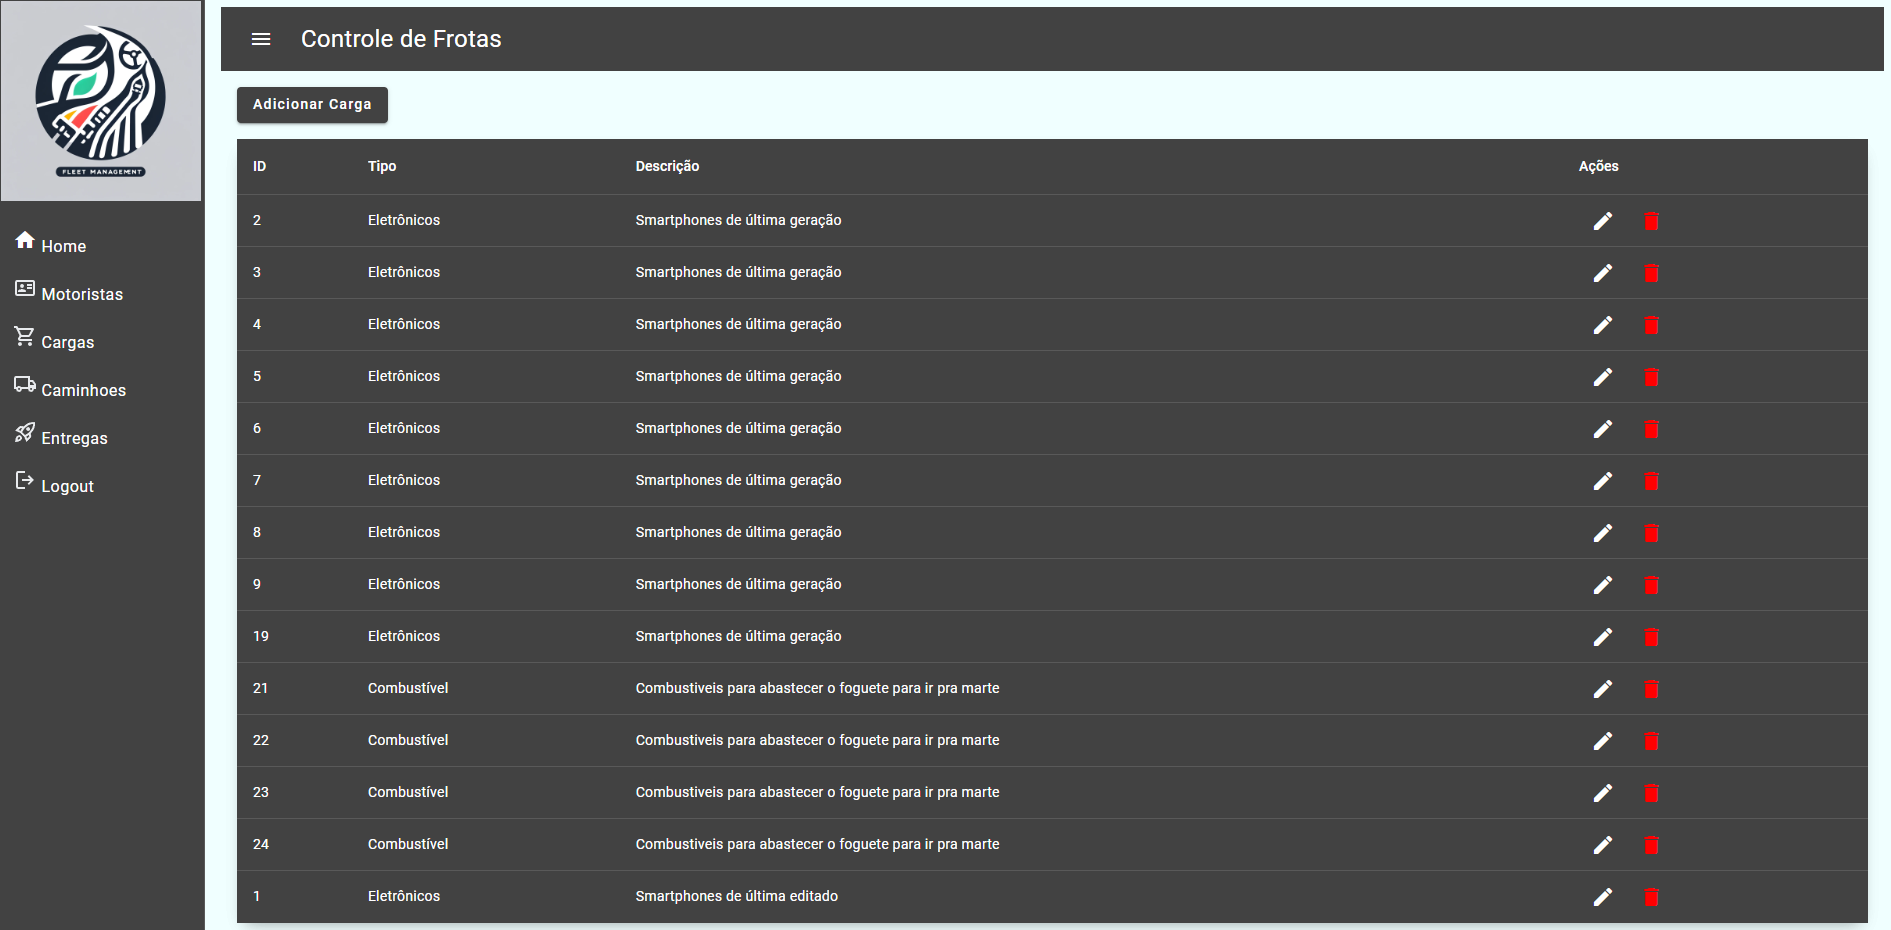 FLEET MANAGEMENT
Home
Motoristas
Cargas
Caminhoes
Entregas
Logout
Controle de Frotas
Adicionar Carga
ID Tipo Descrição Ações
2 Eletrônicos Smartphones de última geração
3 Eletrônicos Smartphones de última geração
4 Eletrônicos Smartphones de última geração
5 Eletrônicos Smartphones de última geração
6 Eletrônicos Smartphones de última geração
7 Eletrônicos Smartphones de última geração
8 Eletrônicos Smartphones de última geração
9 Eletrônicos Smartphones de última geração
19 Eletrônicos Smartphones de última geração
21 Combustível Combustiveis para abastecer o foguete para ir pra marte
22 Combustível Combustiveis para abastecer o foguete para ir pra marte
23 Combustível Combustiveis para abastecer o foguete para ir pra marte
24 Combustível Combustiveis para abastecer o foguete para ir pra marte
1 Eletrônicos Smartphones de última editado